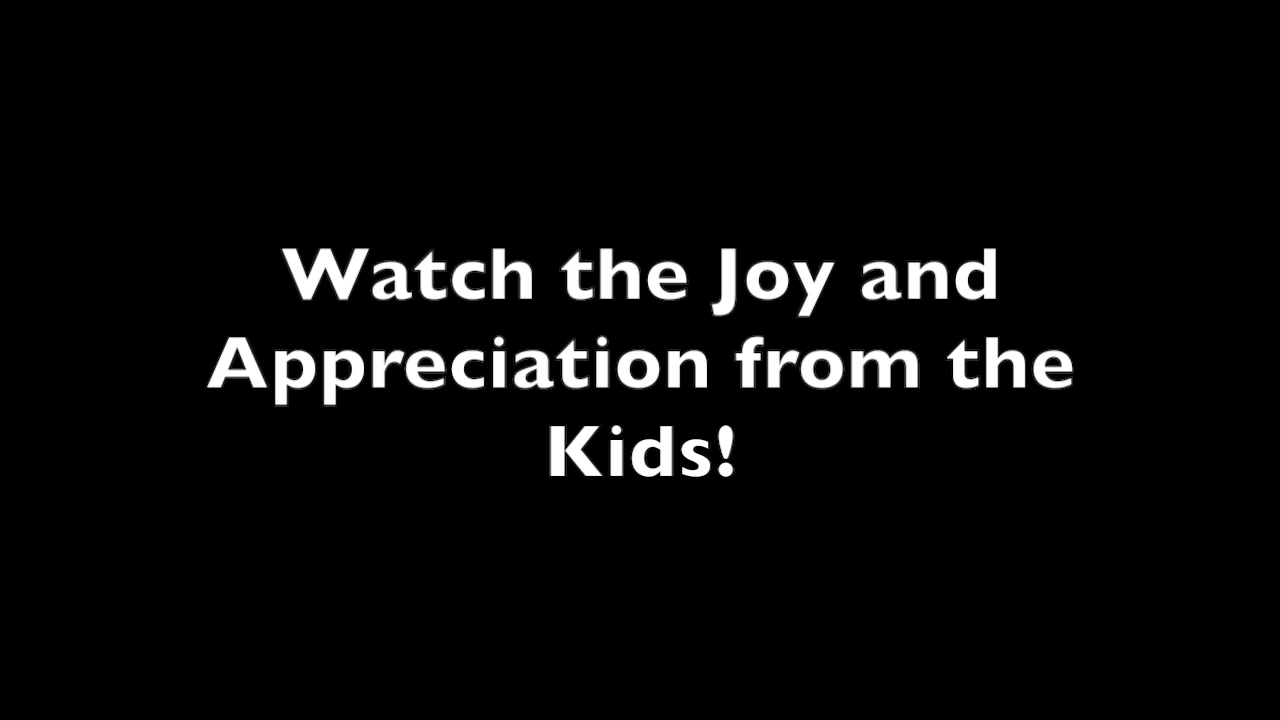 Watch the Joy and
Appreciation from the
Kids!